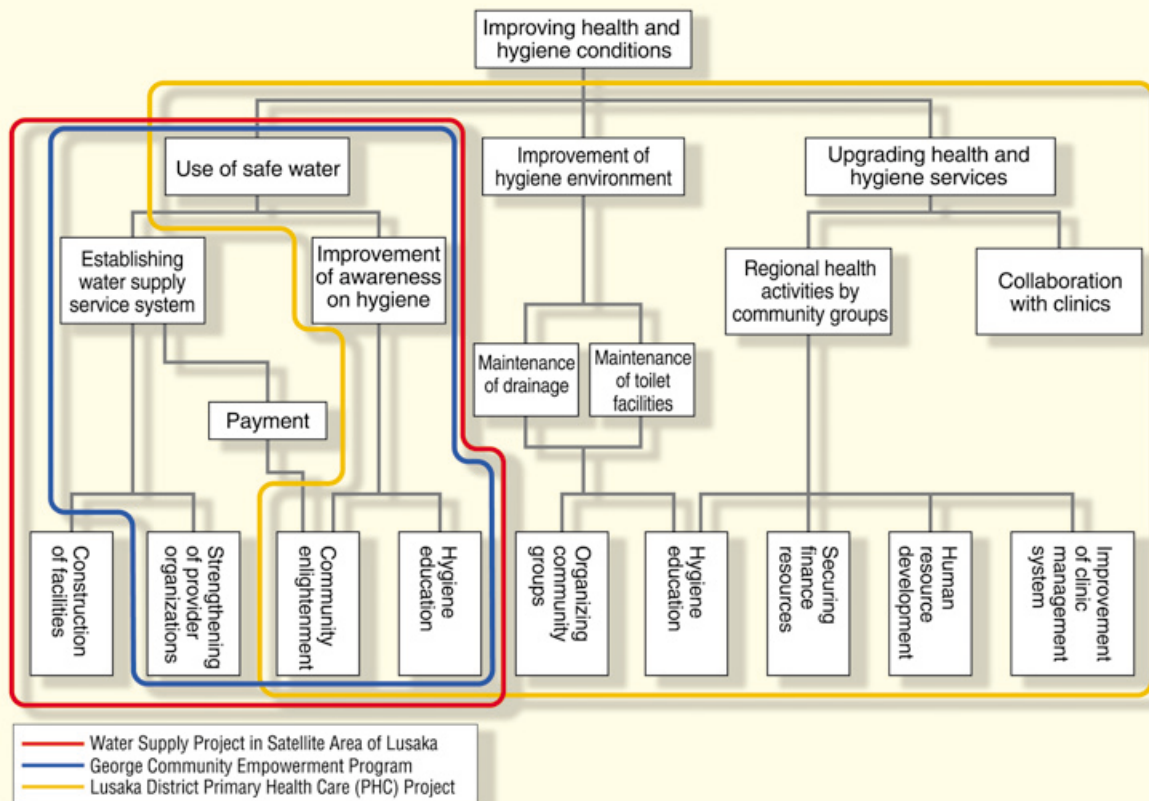 Improving health and
hygiene conditions
Use of safe water
Improvement of
hygiene environment
Upgrading health and
hygiene services
Establishing
water supply
service system
Improvement
of awareness
on hygiene
Regional health
activities by
community groups
Collaboration
with clinics
Maintenance
of drainage
Maintenance
of toilet
facilities
Payment
Construction
of facilities
Strengthening
of provider
organizations
Community
enlightenment
Hygiene
education
Organizing
community
groups
Hygiene
education
Securing
finance
resources
Human
resource
development
Improvement
of clinic
management
system
Water Supply Project in Satellite Area of Lusaka
George Community Empowerment Program
Lusaka District Primary Health Care (PHC) Project